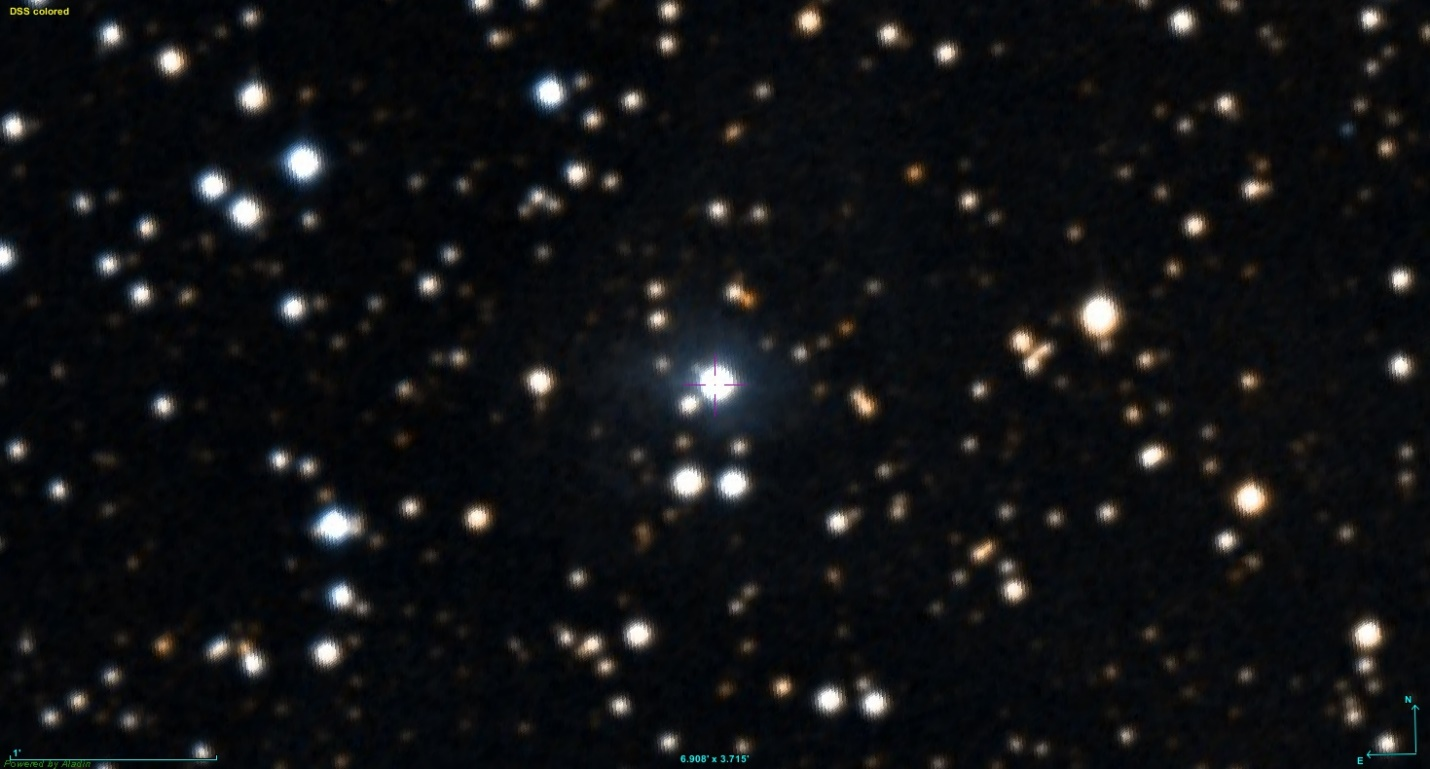 DSS colored
N
1'
6.908' x 3.715'
E
Powered by Aladin